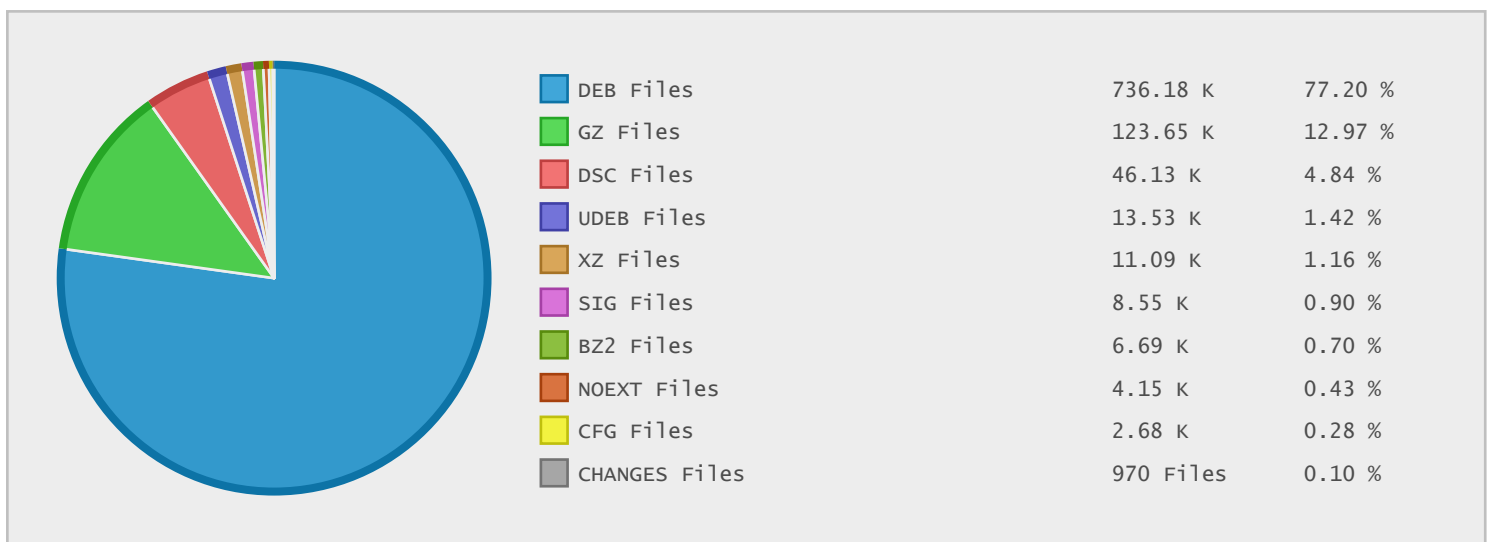 DEB Files 736.18 K 77.20 %
GZ Files 123.65 K 12.97 %
DSC Files 46.13 K 4.84 %
UDEB Files 13.53 K 1.42 %
XZ Files 11.09 K 1.16 %
SIG Files 8.55 K 0.90 %
BZ2 Files 6.69 K 0.70 %
NOEXT Files 4.15 K 0.43 %
CFG Files 2.68 K 0.28 %
CHANGES Files 970 Files 0.10 %